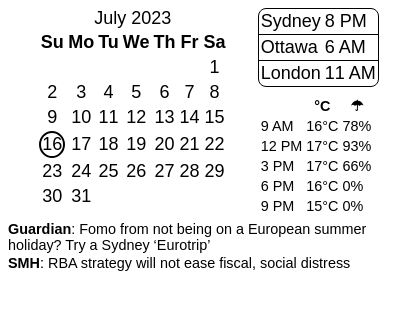 July 2023
Su Mo Tu We Th Fr Sa
1
2 3 4 5 6 7 8
9 10 11 12 13 14 15
16 17 18 19 20 21 22
23 24 25 26 27 28 29
30 31
Sydney 8 PM
Ottawa 6 AM
London 11 AM
°C ☂
9 AM 16°C 78%
12 PM 17°C 93%
3 PM 17°C 66%
6 PM 16°C 0%
9 PM 15°C 0%
Guardian: Fomo from not being on a European summer
holiday? Try a Sydney ‘Eurotrip’
SMH: RBA strategy will not ease fiscal, social distress